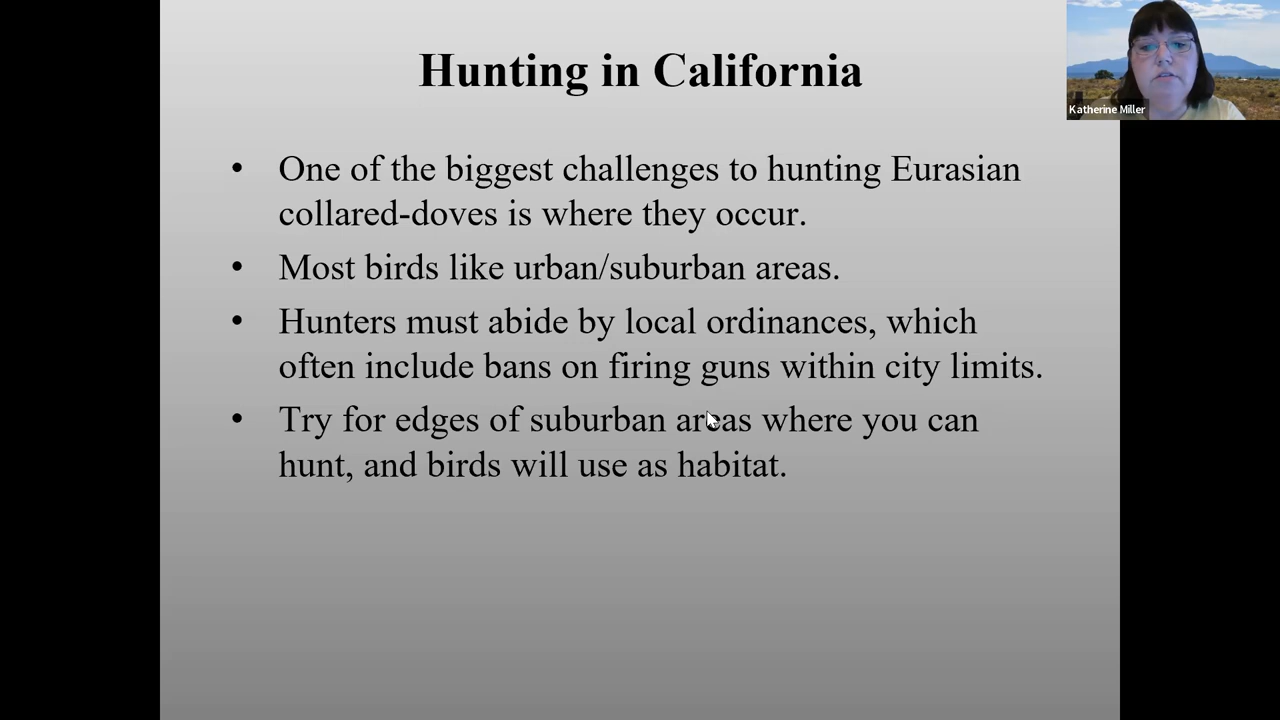 Hunting in California
Katherine Miller
• One of the biggest challenges to hunting Eurasian
collared-doves is where they occur.
• Most birds like urban/suburban areas.
• Hunters must abide by local ordinances, which
often include bans on firing guns within city limits.
• Try for edges of suburban areas where you can
hunt, and birds will use as habitat.